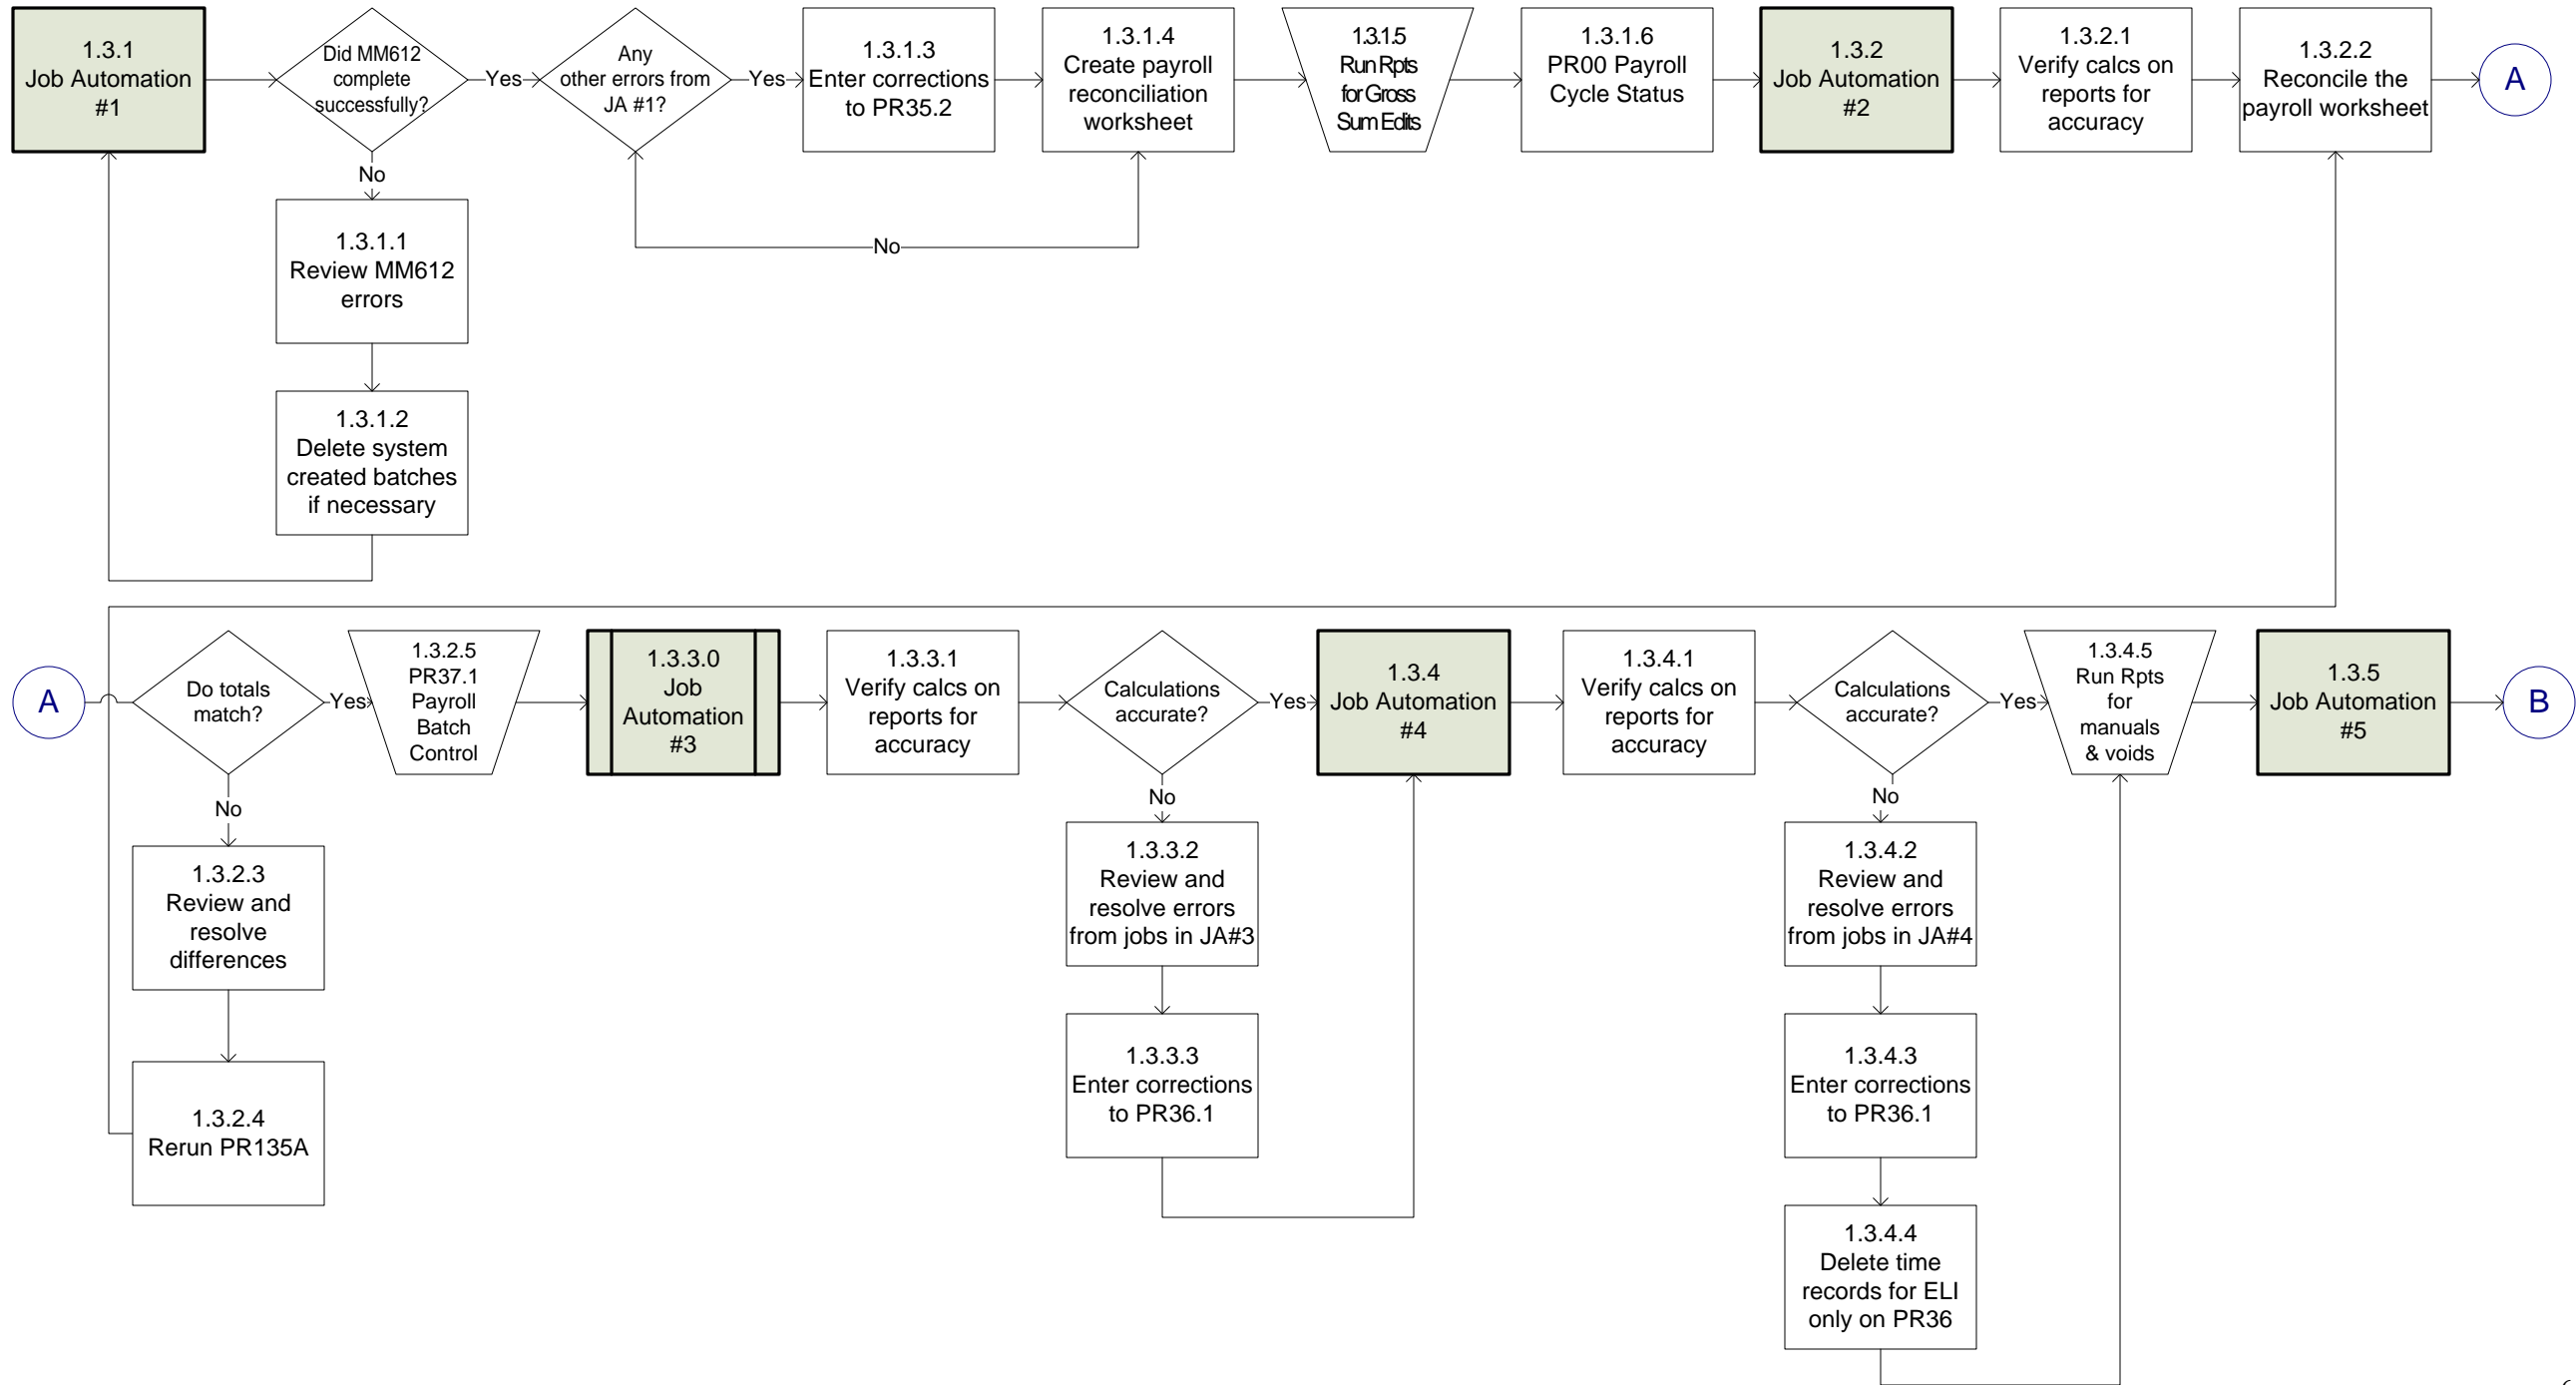 1.3.1
Job Automation
#1
Did MM612
complete
successfully?
Yes
Any
other errors from
JA #1?
Yes
1.3.1.3
Enter corrections
to PR35.2
1.3.1.4
Create payroll
reconciliation
worksheet
1.3.1.5
Run Rpts
for Gross
Sum Edits
1.3.1.6
PR00 Payroll
Cycle Status
1.3.2
Job Automation
#2
1.3.2.1
Verify calcs on
reports for
accuracy
1.3.2.2
Reconcile the
payroll worksheet
A
No
1.3.1.1
Review MM612
errors
No
1.3.1.2
Delete system
created batches
if necessary
A
Do totals
match?
Yes
1.3.2.5
PR37.1
Payroll
Batch
Control
1.3.3.0
Job
Automation
#3
1.3.3.1
Verify calcs on
reports for
accuracy
Calculations
accurate?
Yes
1.3.4
Job Automation
#4
1.3.4.1
Verify calcs on
reports for
accuracy
Calculations
accurate?
Yes
1.3.4.5
Run Rpts
for
manuals
& voids
1.3.5
Job Automation
#5
B
No
1.3.2.3
Review and
resolve
differences
1.3.2.4
Rerun PR135A
No
1.3.3.2
Review and
resolve errors
from jobs in JA#3
1.3.3.3
Enter corrections
to PR36.1
No
1.3.4.2
Review and
resolve errors
from jobs in JA#4
1.3.4.3
Enter corrections
to PR36.1
1.3.4.4
Delete time
records for ELI
only on PR36